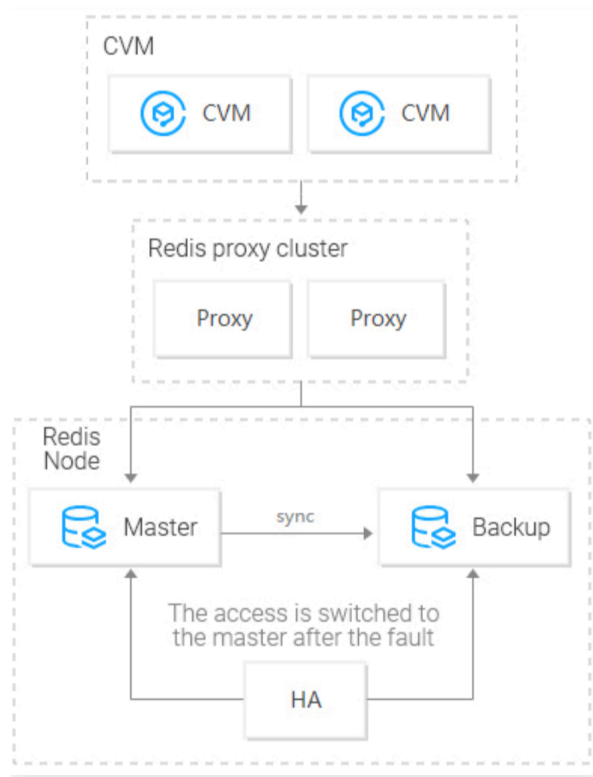 CVM
CVM
CVM
Redis proxy cluster
Proxy
Proxy
Redis
Node
Master
sync
Backup
The access is switched to
the master after the fault
HA